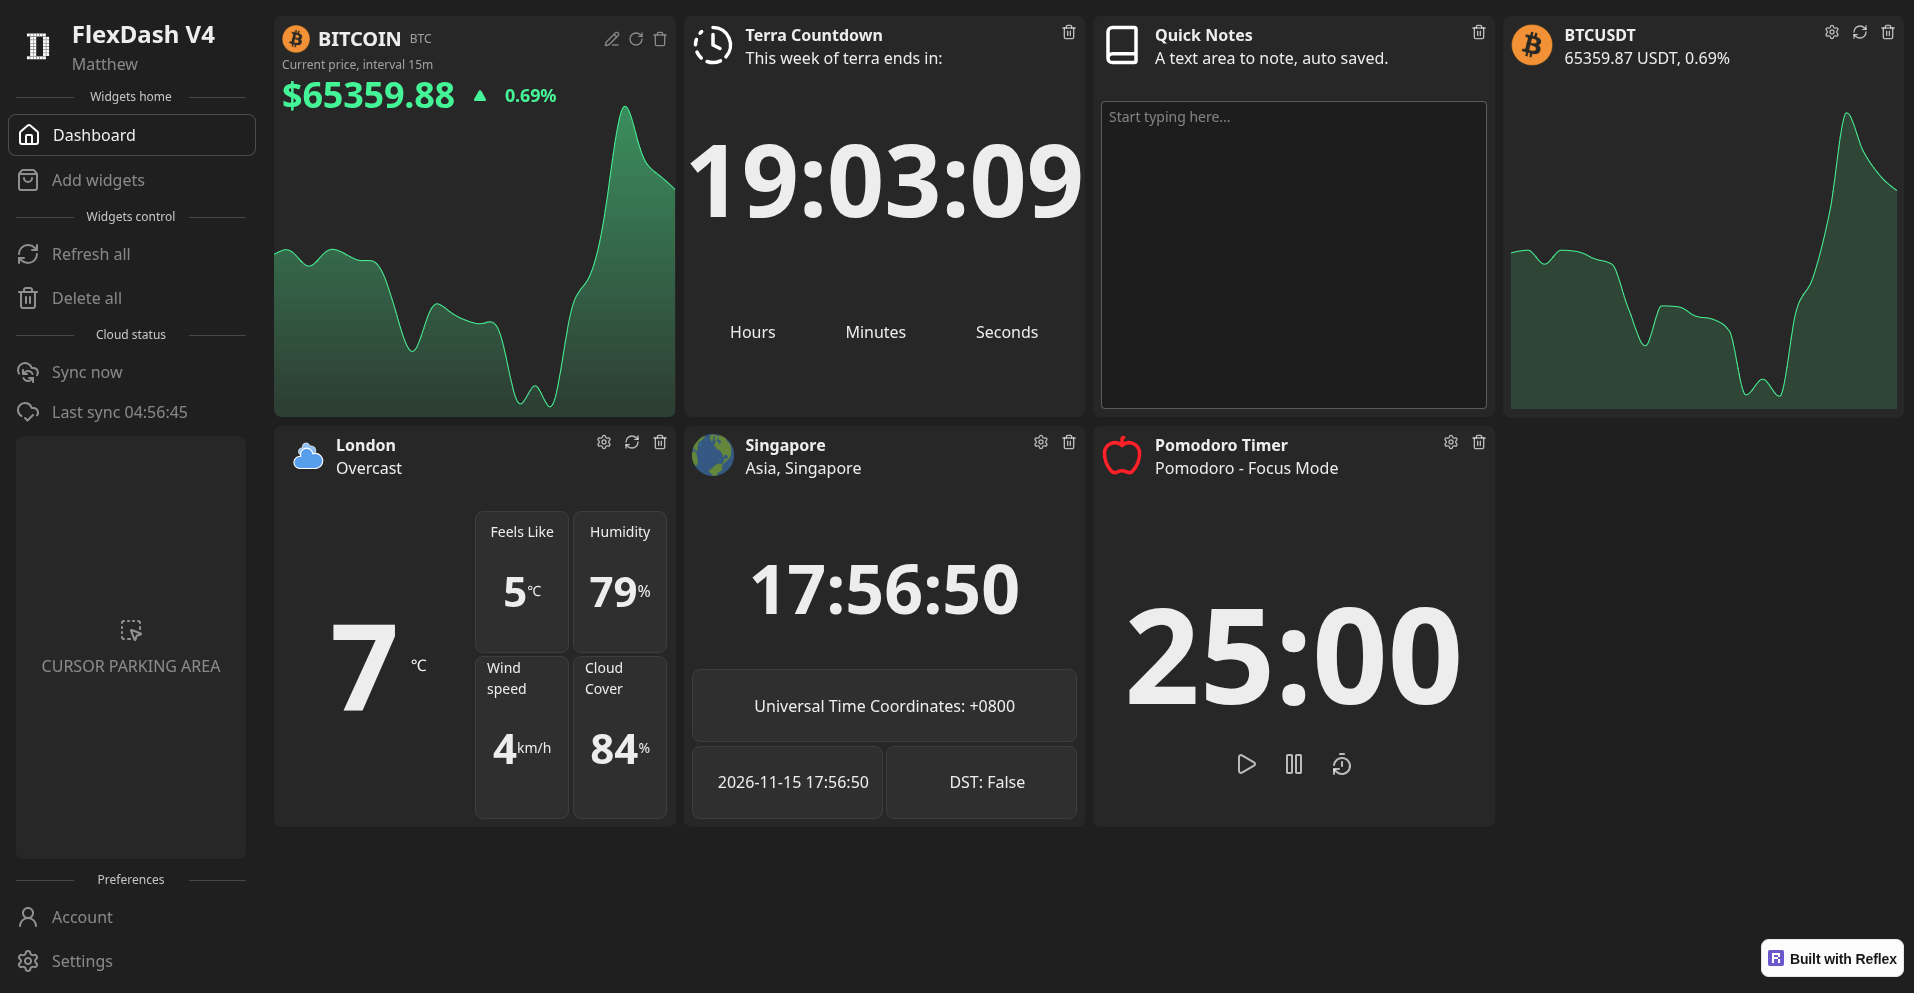 FlexDash V4
Matthew
Widgets home
Dashboard
Add widgets
Widgets control
Refresh all
Delete all
Cloud status
Sync now
Last sync 04:56:45
CURSOR PARKING AREA
Preferences
Account
Settings
BITCOIN BTC
Current price, interval 15m
$65359.88 ▲ 0.69%
Terra Countdown
This week of terra ends in:
19:03:09
Hours Minutes Seconds
Quick Notes
A text area to note, auto saved.
Start typing here...
BTCUSDT
65359.87 USDT, 0.69%
London
Overcast
7 °C
Feels Like
5°C
Humidity
79%
Wind
speed
4km/h
Cloud
Cover
84%
Singapore
Asia, Singapore
17:56:50
Universal Time Coordinates: +0800
2026-11-15 17:56:50
DST: False
Pomodoro Timer
Pomodoro - Focus Mode
25:00
Built with Reflex